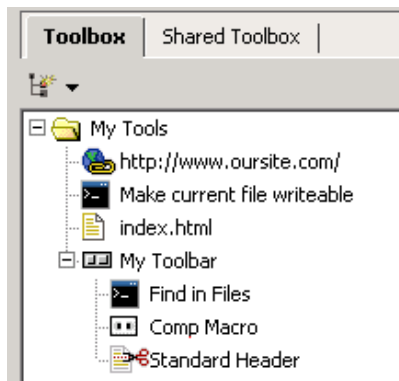 Toolbox Shared Toolbox
My Tools
http://www.oursite.com/
Make current file writeable
index.html
My Toolbar
Find in Files
Comp Macro
Standard Header